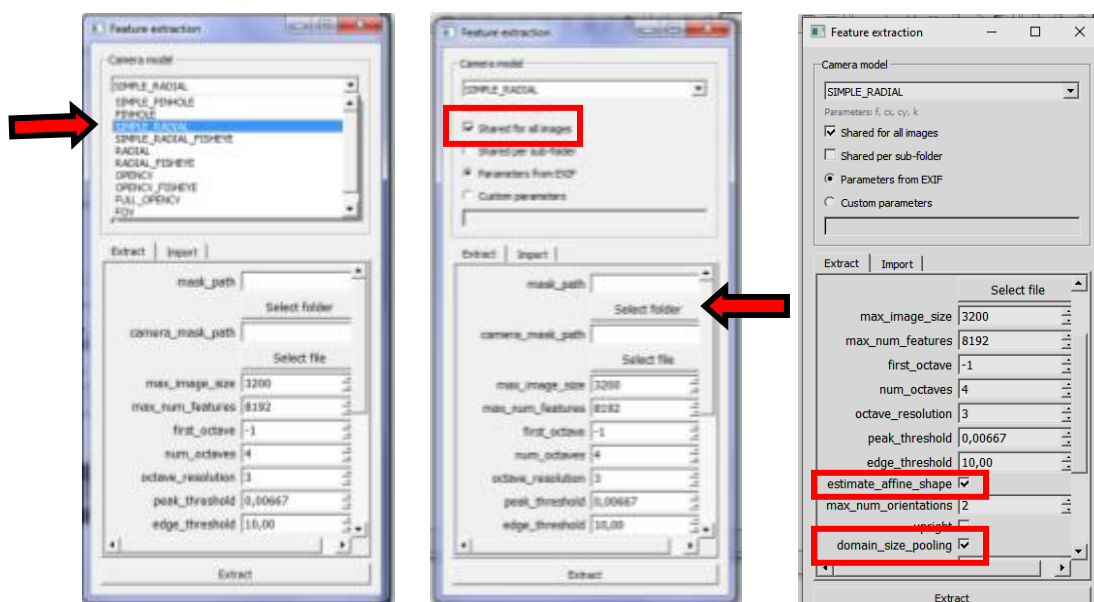 Feature extraction
Camera model
SIMPLE_RADIAL
SIMPLE_PINHOLE
PINHOLE
SIMPLE_RADIAL
SIMPLE_RADIAL_FISHEYE
RADIAL
RADIAL_FISHEYE
OPENCV
OPENCV_FISHEYE
FULL_OPENCV
FOV
Extract Import
mask_path
Select folder
camera_mask_path
Select file
max_image_size 3200
max_num_features 8192
first_octave -1
num_octaves 4
octave_resolution 3
peak_threshold 0,00667
edge_threshold 10,00
Extract
Feature extraction
Camera model
SIMPLE_RADIAL
Shared for all images
Shared per sub-folder
Parameters from EXIF
Custom parameters
Extract Import
mask_path
Select folder
camera_mask_path
Select file
max_image_size 3200
max_num_features 8192
first_octave -1
num_octaves 4
octave_resolution 3
peak_threshold 0,00667
edge_threshold 10,00
Extract
Feature extraction
Camera model
SIMPLE_RADIAL
Parameters: f, cx, cy, k
Shared for all images
Shared per sub-folder
Parameters from EXIF
Custom parameters
Extract Import
Select file
max_image_size 3200
max_num_features 8192
first_octave -1
num_octaves 4
octave_resolution 3
peak_threshold 0,00667
edge_threshold 10,00
estimate_affine_shape
max_num_orientations 2
upright
domain_size_pooling
Extract